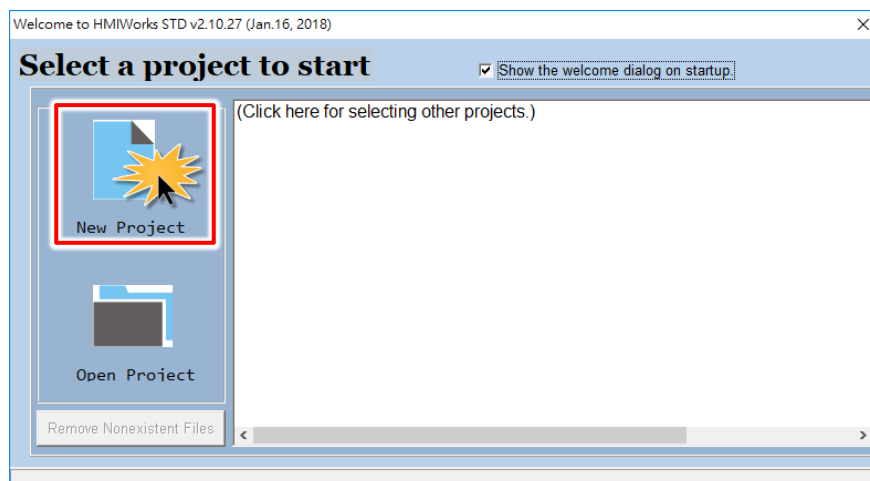 Welcome to HMIWorks STD v2.10.27 (Jan.16, 2018)
Select a project to start
Show the welcome dialog on startup.
(Click here for selecting other projects.)
New Project
Open Project
Remove Nonexistent Files